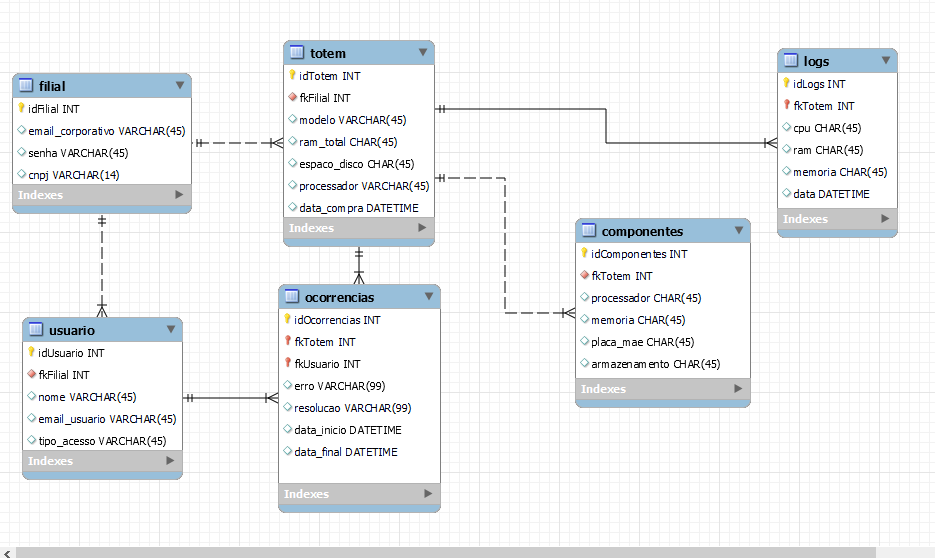 filial
idFilial INT
email_corporativo VARCHAR(45)
senha VARCHAR(45)
cnpj VARCHAR(14)
Indexes
totem
idTotem INT
fkFilial INT
modelo VARCHAR(45)
ram_total CHAR(45)
espaco_disco CHAR(45)
processador VARCHAR(45)
data_compra DATETIME
Indexes
logs
idLogs INT
fkTotem INT
cpu CHAR(45)
ram CHAR(45)
memoria CHAR(45)
data DATETIME
Indexes
componentes
idComponentes INT
fkTotem INT
processador CHAR(45)
memoria CHAR(45)
placa_mae CHAR(45)
armazenamento CHAR(45)
Indexes
usuario
idUsuario INT
fkFilial INT
nome VARCHAR(45)
email_usuario VARCHAR(45)
tipo_acesso VARCHAR(45)
Indexes
ocorrencias
idOcorrencias INT
fkTotem INT
fkUsuario INT
erro VARCHAR(99)
resolucao VARCHAR(99)
data_inicio DATETIME
data_final DATETIME
Indexes